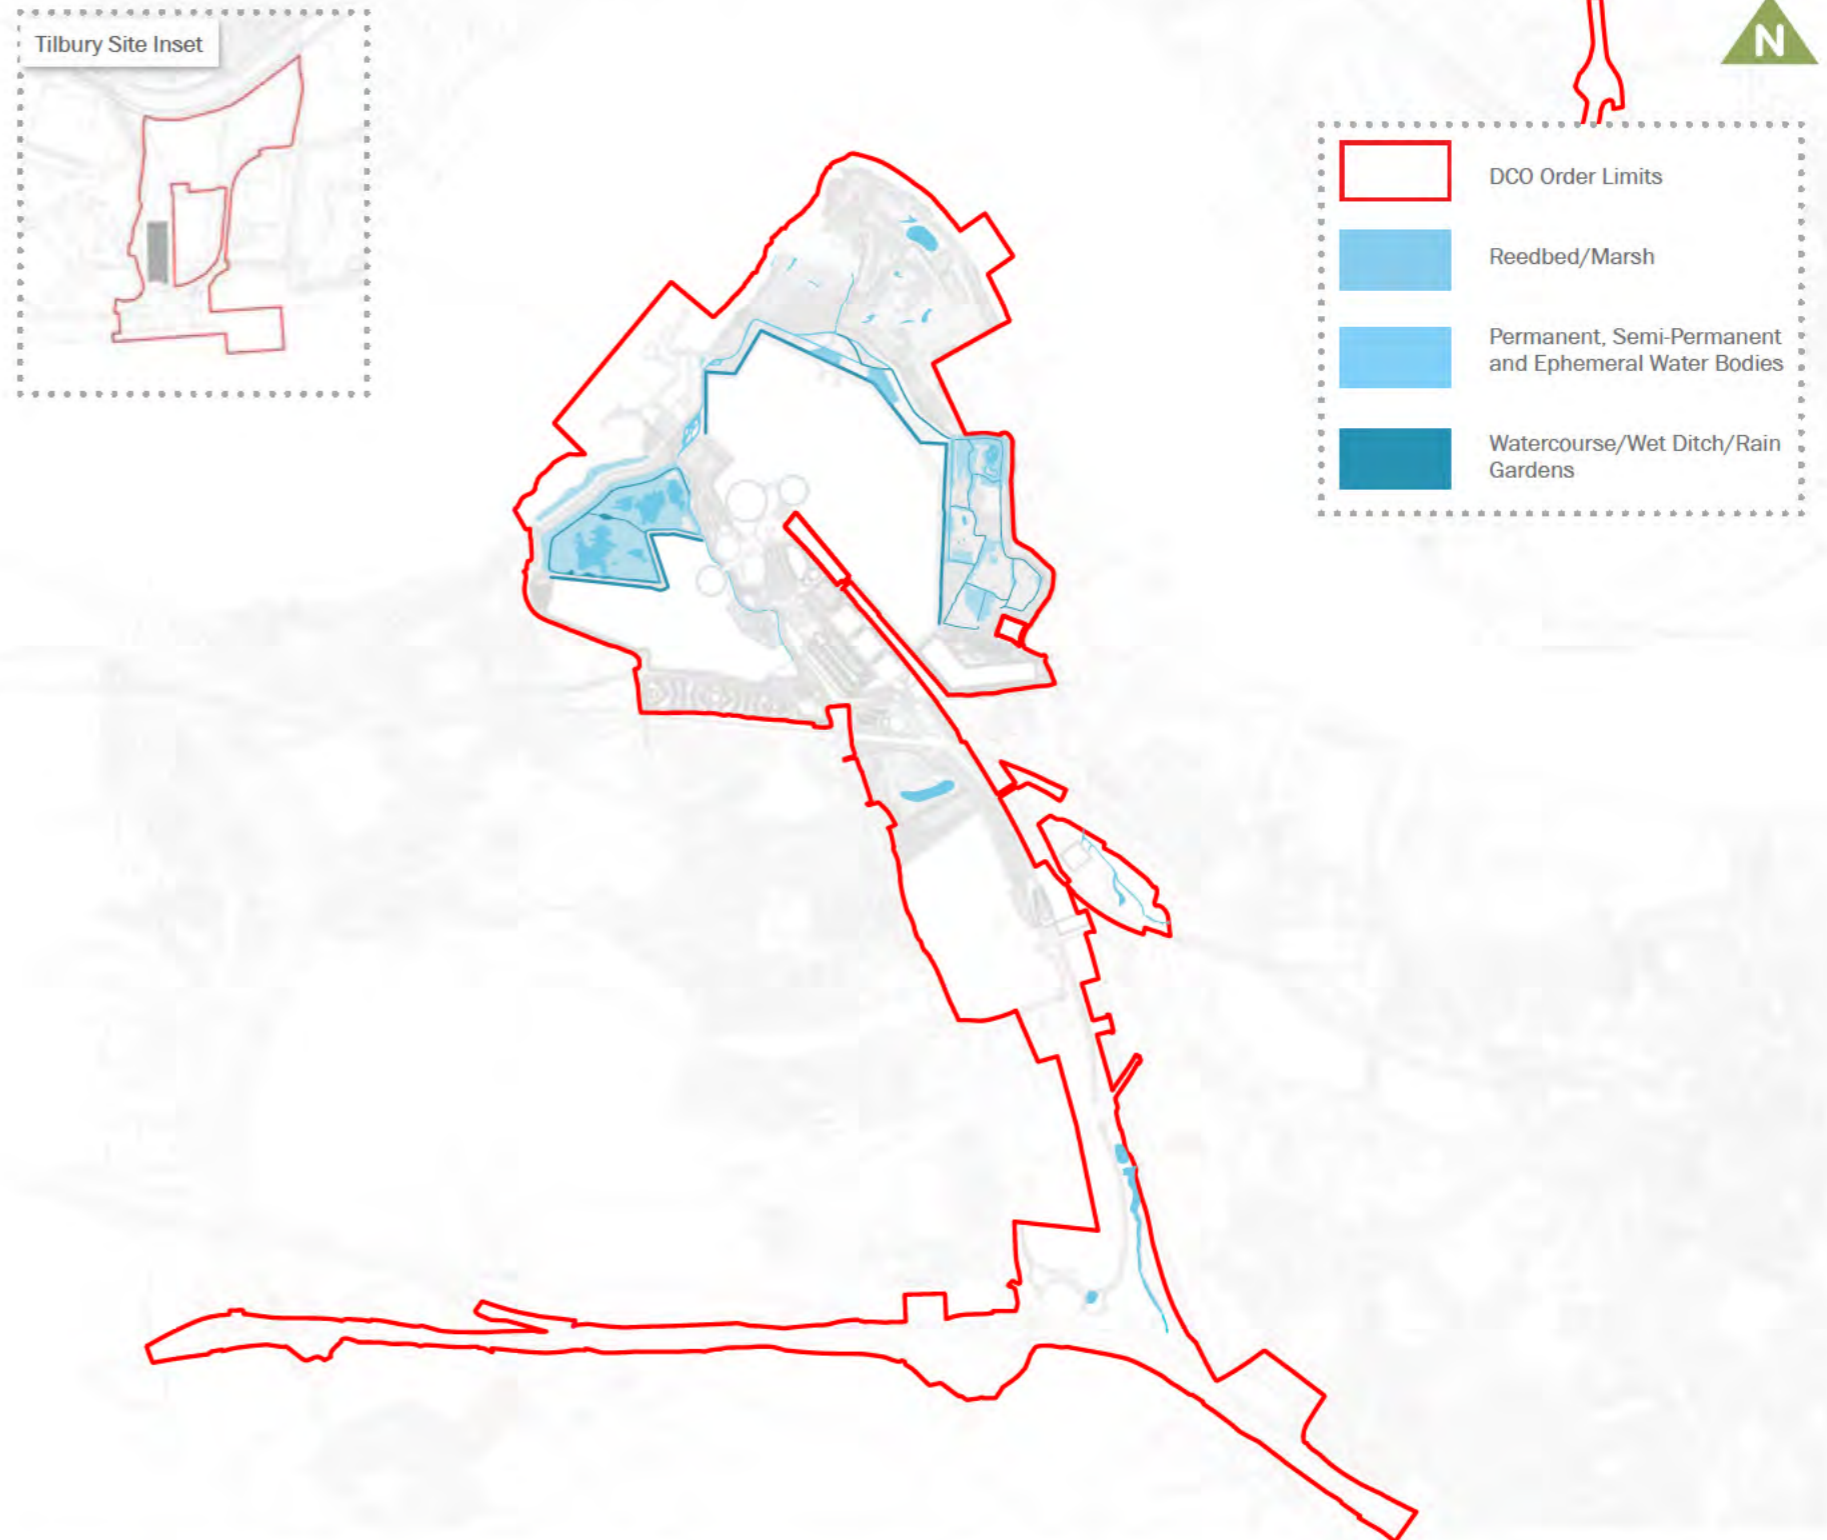 Tilbury Site Inset
N
DCO Order Limits
Reedbed/Marsh
Permanent, Semi-Permanent
and Ephemeral Water Bodies
Watercourse/Wet Ditch/Rain
Gardens